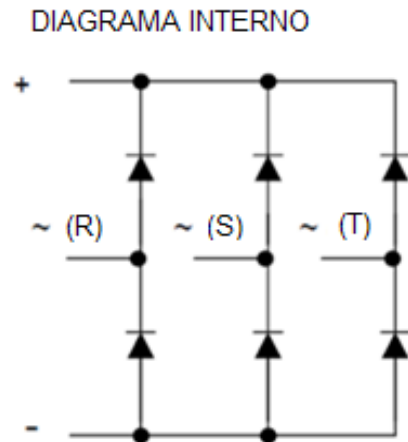 DIAGRAMA INTERNO
+
~ (R) ~ (S) ~ (T)
-